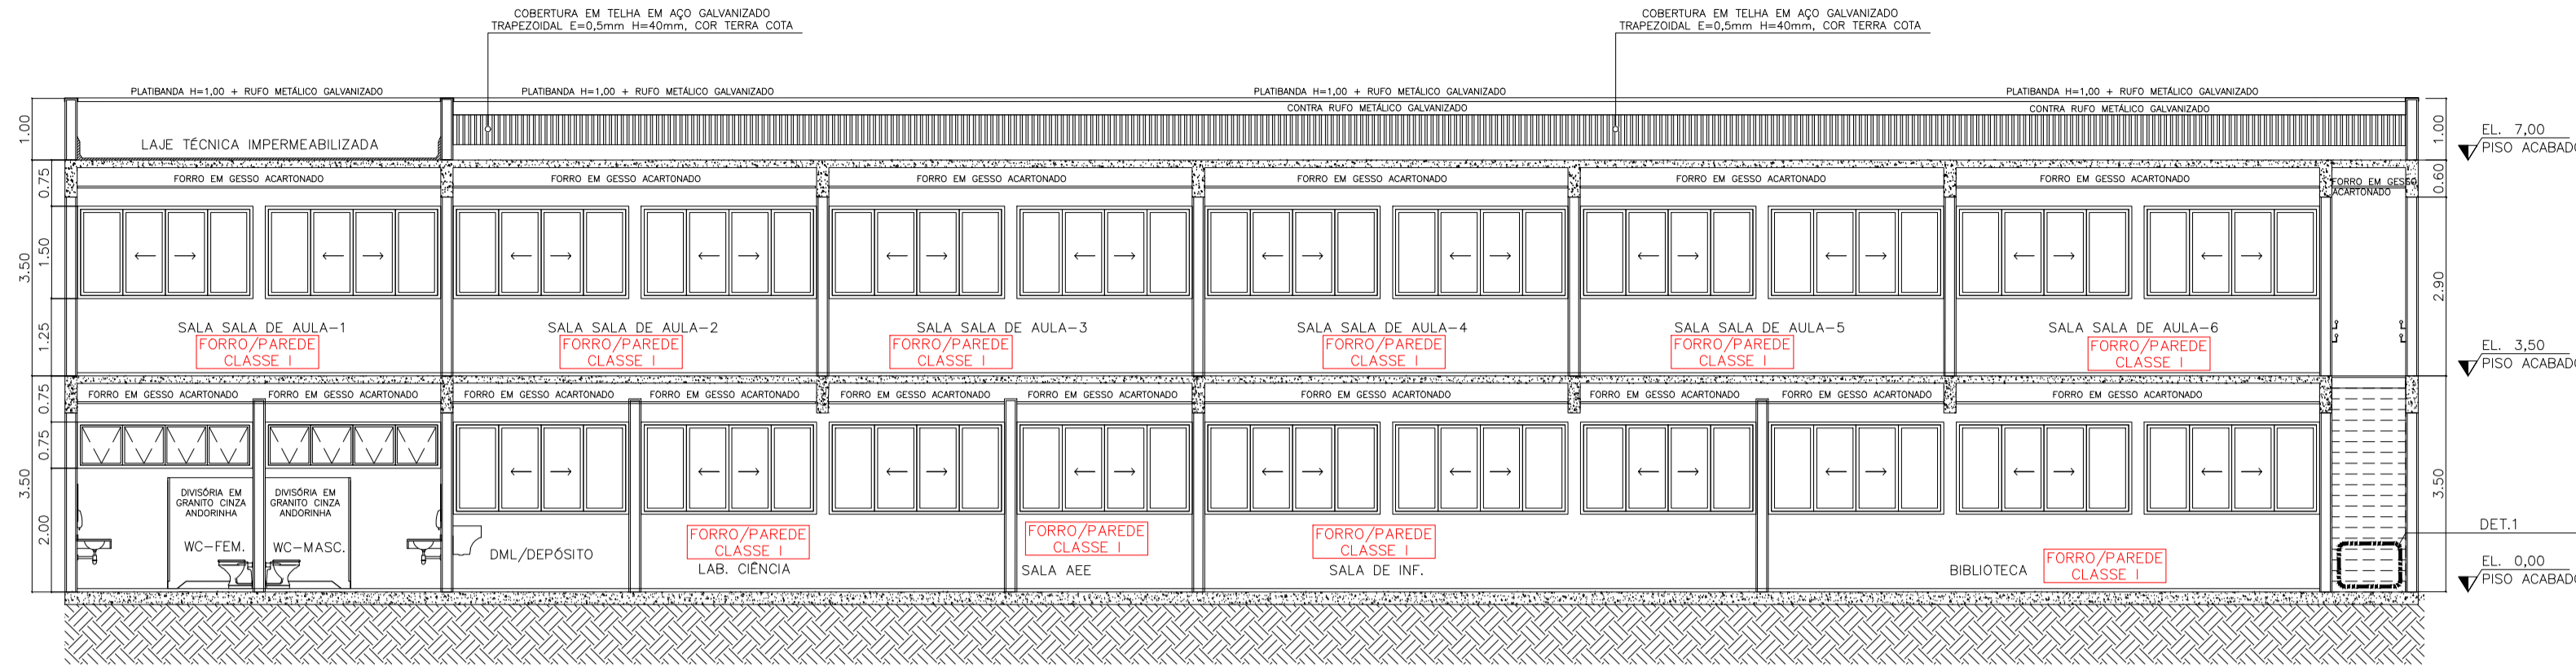 COBERTURA EM TELHA EM AÇO GALVANIZADO
TRAPEZOIDAL E=0,5mm H=40mm, COR TERRA COTA
COBERTURA EM TELHA EM AÇO GALVANIZADO
TRAPEZOIDAL E=0,5mm H=40mm, COR TERRA COTA
PLATIBANDA H=1,00 + RUFO METÁLICO GALVANIZADO
PLATIBANDA H=1,00 + RUFO METÁLICO GALVANIZADO
PLATIBANDA H=1,00 + RUFO METÁLICO GALVANIZADO
PLATIBANDA H=1,00 + RUFO METÁLICO GALVANIZADO
CONTRA RUFO METÁLICO GALVANIZADO
CONTRA RUFO METÁLICO GALVANIZADO
1.00
LAJE TÉCNICA IMPERMEABILIZADA
1.00
EL. 7,00
PISO ACABADO
0.75
FORRO EM GESSO ACARTONADO
FORRO EM GESSO ACARTONADO
FORRO EM GESSO ACARTONADO
FORRO EM GESSO ACARTONADO
FORRO EM GESSO ACARTONADO
FORRO EM GESSO ACARTONADO
FORRO EM GESSO
ACARTONADO
0.60
3.50
1.50
1.25
2.90
SALA SALA DE AULA-1
FORRO/PAREDE
CLASSE I
SALA SALA DE AULA-2
FORRO/PAREDE
CLASSE I
SALA SALA DE AULA-3
FORRO/PAREDE
CLASSE I
SALA SALA DE AULA-4
FORRO/PAREDE
CLASSE I
SALA SALA DE AULA-5
FORRO/PAREDE
CLASSE I
SALA SALA DE AULA-6
FORRO/PAREDE
CLASSE I
EL. 3,50
PISO ACABADO
0.75
FORRO EM GESSO ACARTONADO
FORRO EM GESSO ACARTONADO
FORRO EM GESSO ACARTONADO
FORRO EM GESSO ACARTONADO
FORRO EM GESSO ACARTONADO
FORRO EM GESSO ACARTONADO
FORRO EM GESSO ACARTONADO
FORRO EM GESSO ACARTONADO
FORRO EM GESSO ACARTONADO
FORRO EM GESSO ACARTONADO
0.75
3.50
2.00
3.50
DIVISÓRIA EM
GRANITO CINZA
ANDORINHA
DIVISÓRIA EM
GRANITO CINZA
ANDORINHA
WC-FEM.
WC-MASC.
DML/DEPÓSITO
FORRO/PAREDE
CLASSE I
LAB. CIÊNCIA
FORRO/PAREDE
CLASSE I
SALA AEE
FORRO/PAREDE
CLASSE I
SALA DE INF.
BIBLIOTECA
FORRO/PAREDE
CLASSE I
DET.1
EL. 0,00
PISO ACABADO